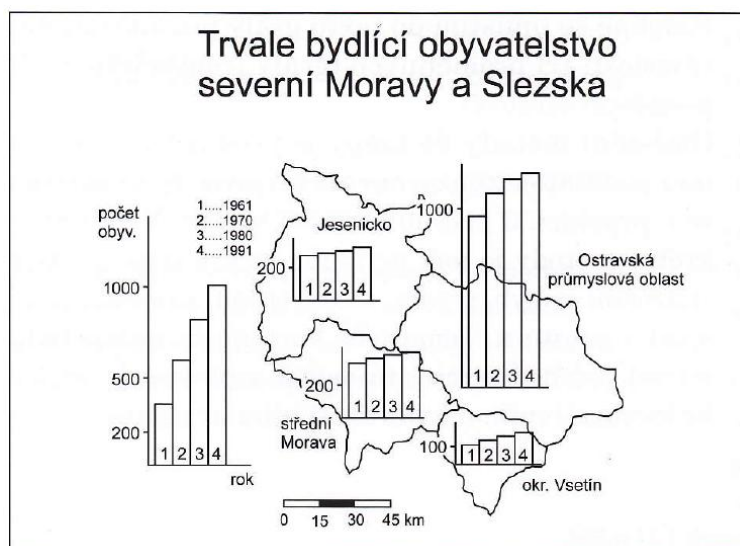 Trvale bydlící obyvatelstvo
severní Moravy a Slezska
počet
obyv.
1.....1961
2.....1970
3.....1980
4.....1991
1000
500
200
1 2 3 4
rok
Jesenicko
200
1 2 3 4
1000
1 2 3 4
Ostravská
průmyslová oblast
200
1 2 3 4
střední
Morava
100
1 2 3 4
okr. Vsetín
0 15 30 45 km